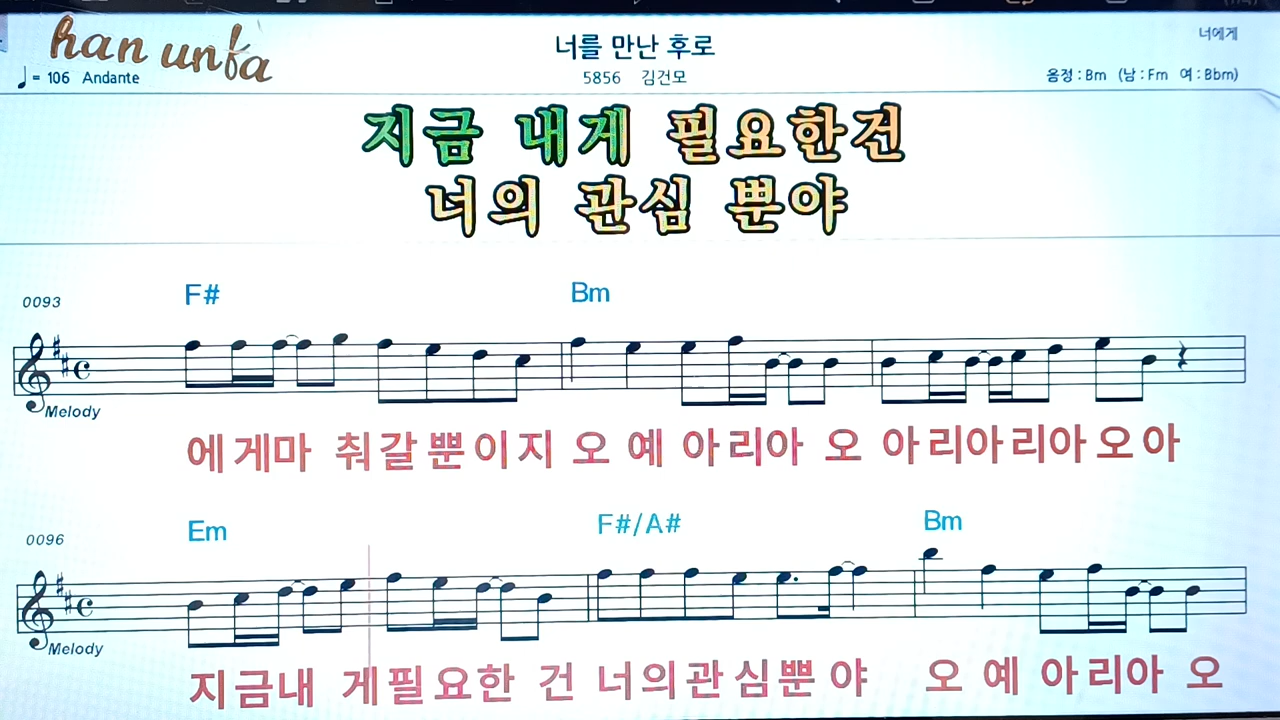 han unfa
너에게
너를 만난 후로
♩ = 106 Andante
5856 김건모
음정 : Bm (남 : Fm 여 : Bbm)
지금 내게 필요한건
너의 관심 뿐야
0093 F# Bm
Melody
에게마 춰갈뿐이지 오 예 아리아 오 아리아리아오아
0096 Em F#/A# Bm
Melody
지금내 게필요한 건 너의관심뿐 야 오 예 아리아 오